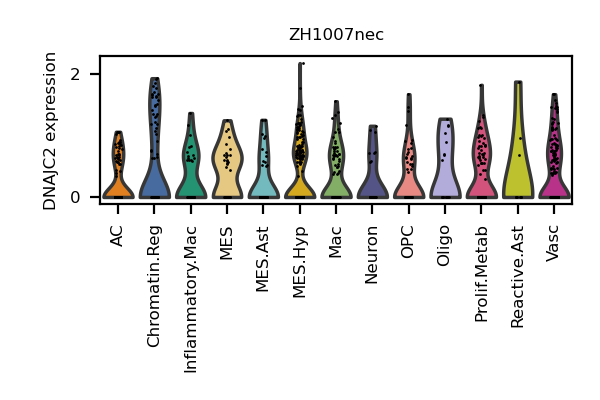 ZH1007nec
DNAJC2 expression
2
0
AC
Chromatin.Reg
Inflammatory.Mac
MES
MES.Ast
MES.Hyp
Mac
Neuron
OPC
Oligo
Prolif.Metab
Reactive.Ast
Vasc